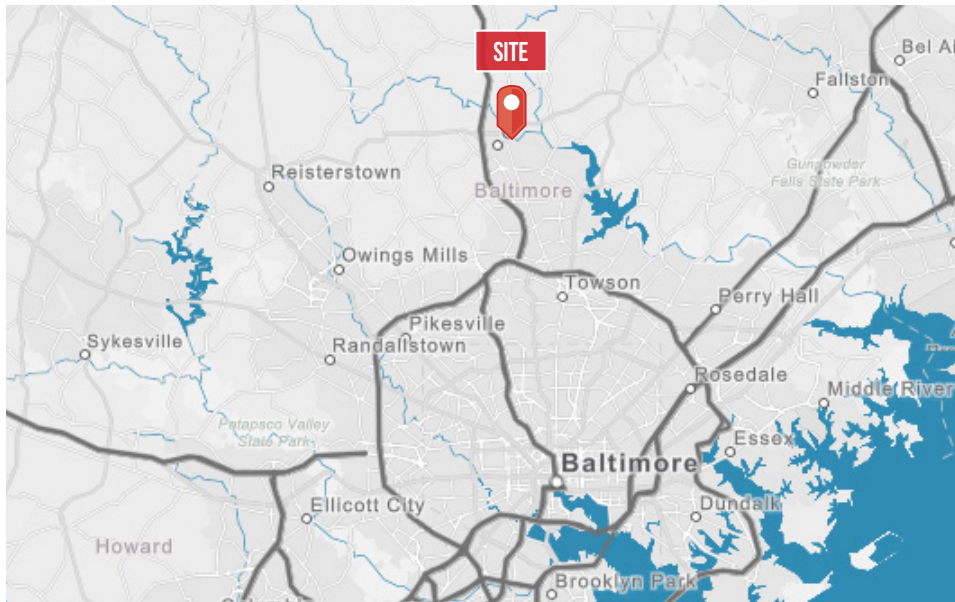 SITE
Fallston
Gunpowder
Falls State Park
Reisterstown
Baltimore
Owings Mills
Towson
Perry Hall
Pikesville
Sykesville
Randallstown
Rosedale
Middle River
Patapsco Valley
State Park
Essex
Baltimore
Ellicott City
Dundalk
Howard
Brooklyn Park
Bel Ai